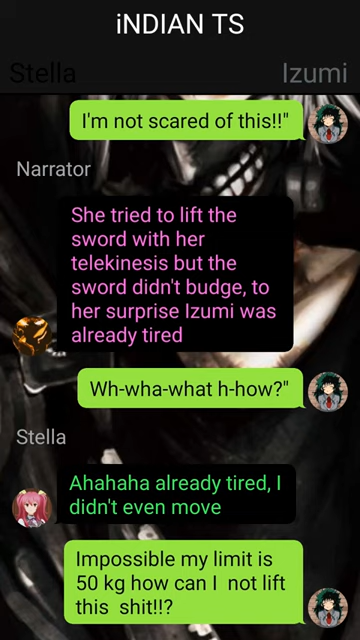 iNDIAN TS
Stella
Izumi
I'm not scared of this!!"
Narrator
She tried to lift the
sword with her
telekinesis but the
sword didn't budge, to
her surprise Izumi was
already tired
Wh-wha-what h-how?"
Stella
Ahahaha already tired, I
didn't even move
Impossible my limit is
50 kg how can I  not lift
this  shit!!?